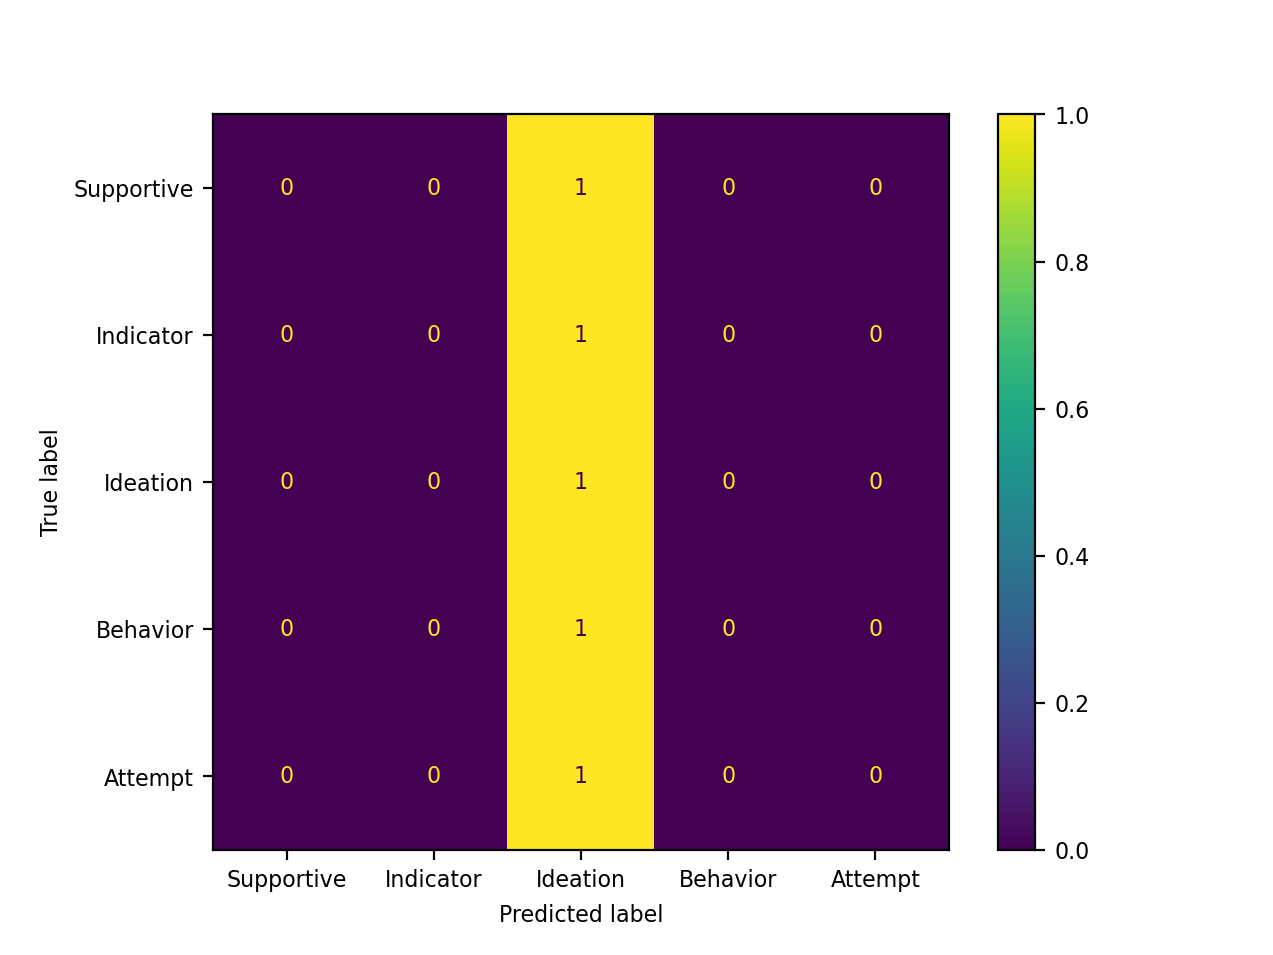 Supportive 0 0 1 0 0
Indicator 0 0 1 0 0
Ideation 0 0 1 0 0
Behavior 0 0 1 0 0
Attempt 0 0 1 0 0
Supportive Indicator Ideation Behavior Attempt
Predicted label
True label
1.0
0.8
0.6
0.4
0.2
0.0